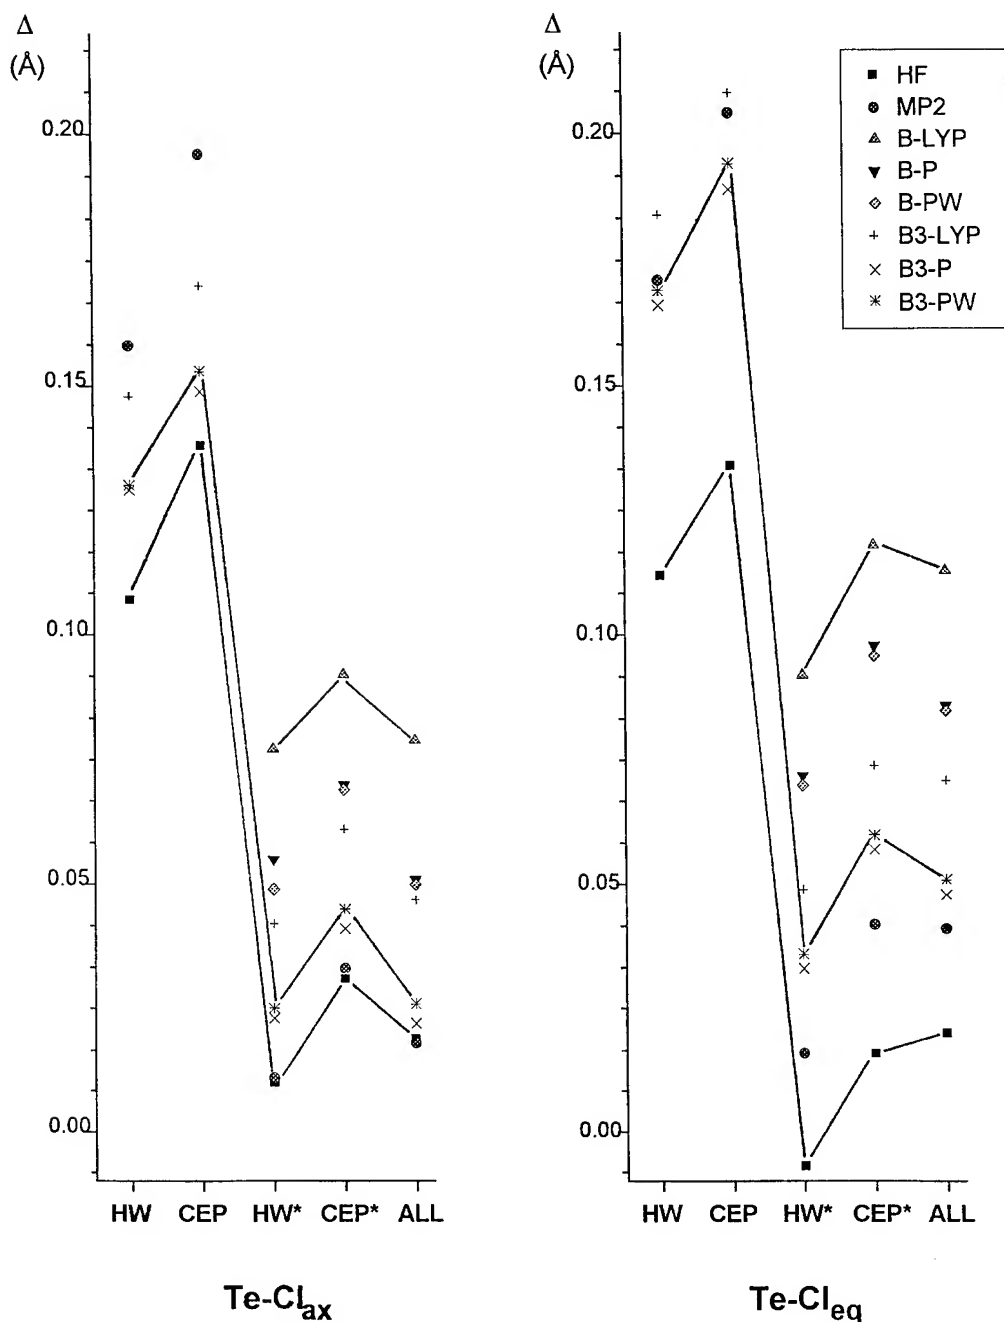 Δ
(Å)
0.20
0.15
0.10
0.05
0.00
HW CEP HW* CEP* ALL
Te-Cl_ax
Δ
(Å)
0.20
0.15
0.10
0.05
0.00
HW CEP HW* CEP* ALL
Te-Cl_eq
HF
MP2
B-LYP
B-P
B-PW
B3-LYP
B3-P
B3-PW